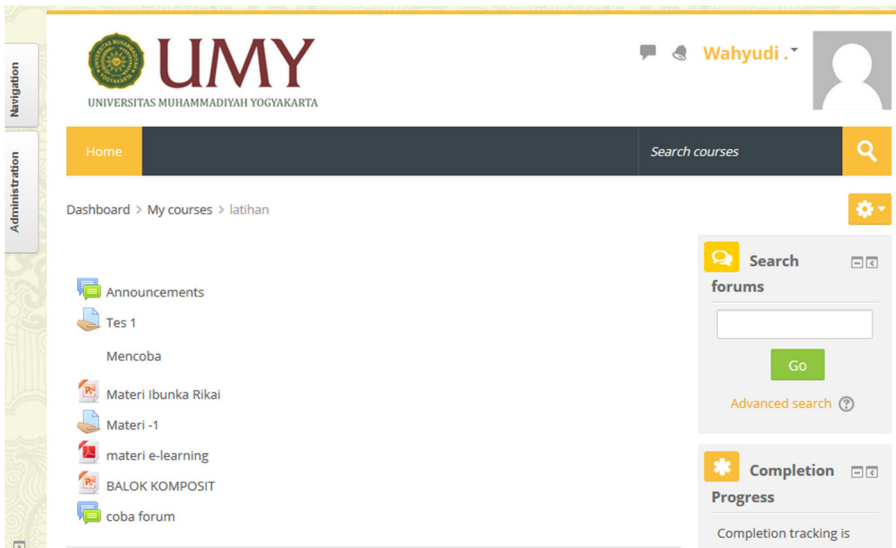 Navigation
Administration
UMY
UNIVERSITAS MUHAMMADIYAH YOGYAKARTA
Wahyudi .
Home
Search courses
Dashboard > My courses > latihan
Announcements
Tes 1
Mencoba
Materi Ibunka Rikai
Materi -1
materi e-learning
BALOK KOMPOSIT
coba forum
Search
forums
Go
Advanced search
Completion
Progress
Completion tracking is